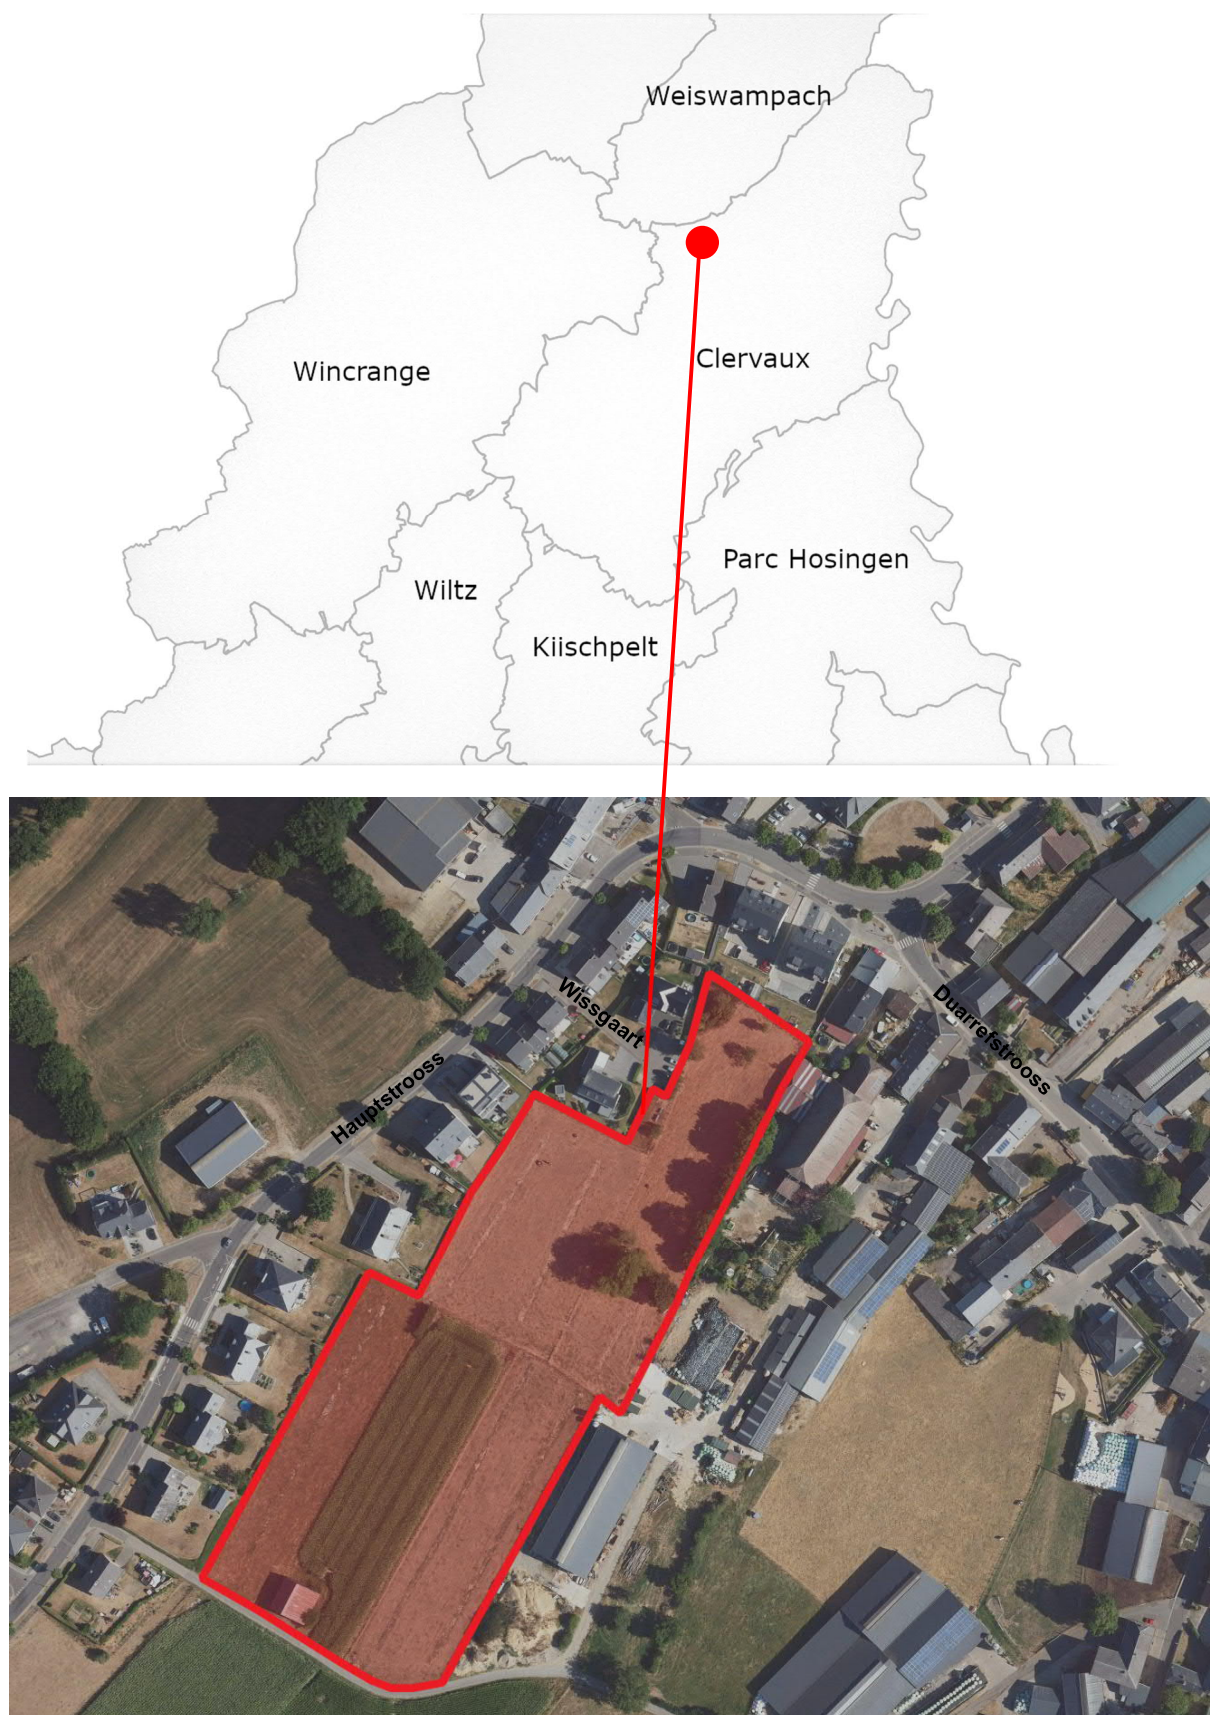 Weiswampach
Clervaux
Wincrange
Parc Hosingen
Wiltz
Kiischpelt
Wissgaart
Duarrefstrooss
Hauptstrooss